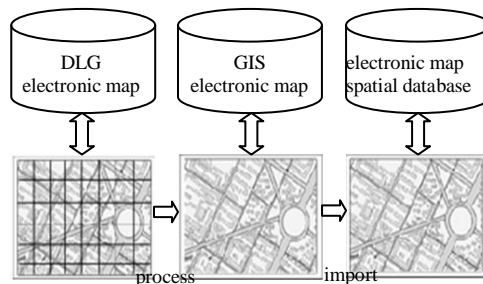 DLG
electronic map
GIS
electronic map
electronic map
spatial database
process
import